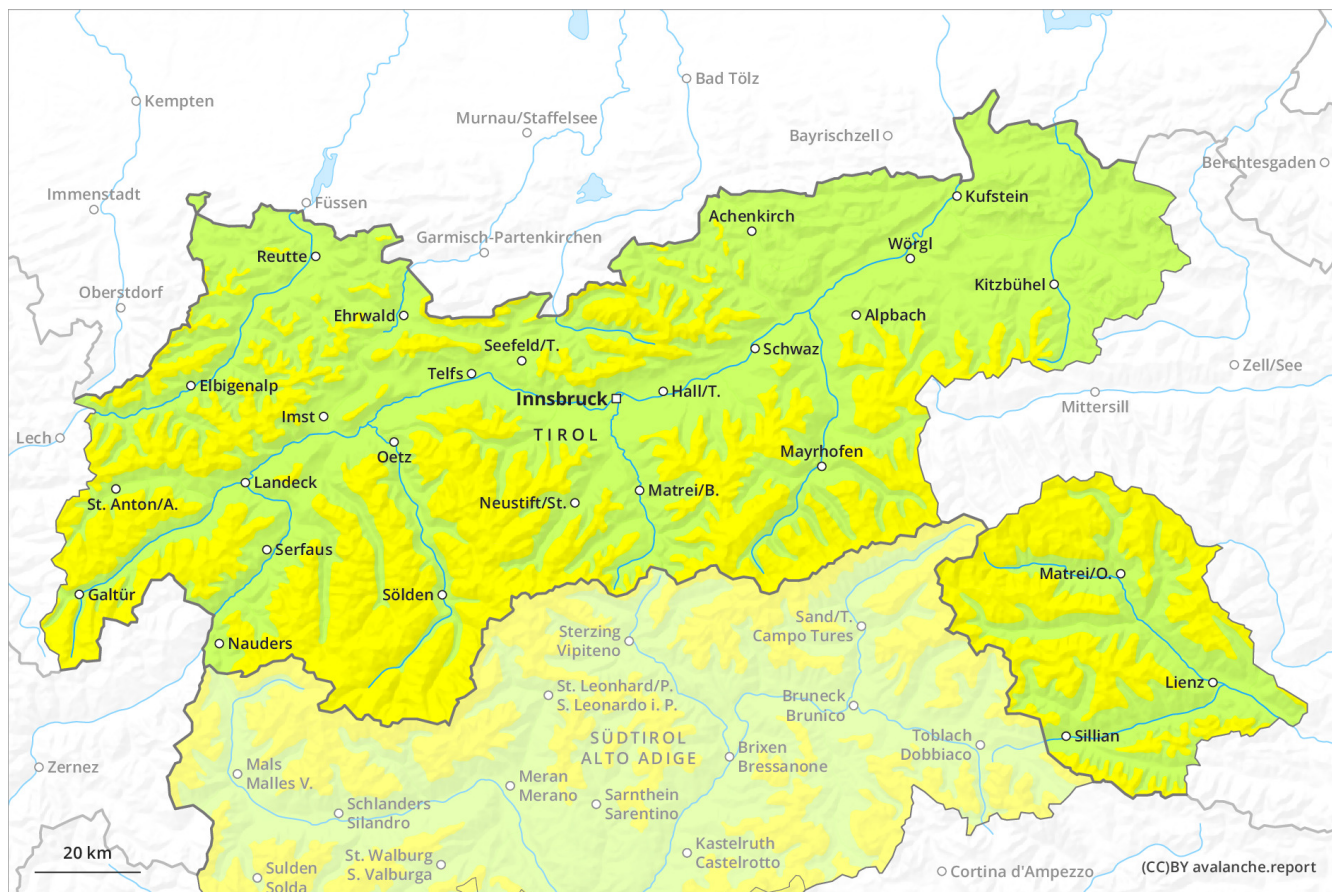 Bad Tölz
Kempten
Murnau/Staffelsee
Bayrischzell
Berchtesgaden
Immenstadt
Füssen
Kufstein
Achenkirch
Garmisch-Partenkirchen
Wörgl
Reutte
Kitzbühel
Oberstdorf
Ehrwald
Alpbach
Seefeld/T.
Schwaz
Zell/See
Telfs
Elbigenalp
Hall/T.
Innsbruck
Mittersill
Imst
Lech
TIROL
Oetz
Mayrhofen
Landeck
Matrei/B.
St. Anton/A.
Neustift/St.
Serfaus
Matrei/O.
Galtür
Sölden
Sand/T.
Campo Tures
Sterzing
Vipiteno
Nauders
Lienz
St. Leonhard/P.
S. Leonardo i. P.
Bruneck
Brunico
SÜDTIROL
ALTO ADIGE
Toblach
Dobbiaco
Sillian
Brixen
Bressanone
Zernez
Mals
Malles V.
Meran
Merano
Sarnthein
Sarentino
Schlanders
Silandro
Kastelruth
Castelrotto
20 km
St. Walburg
S. Valburga
Sulden
Solda
Cortina d'Ampezzo
(CC)BY avalanche.report